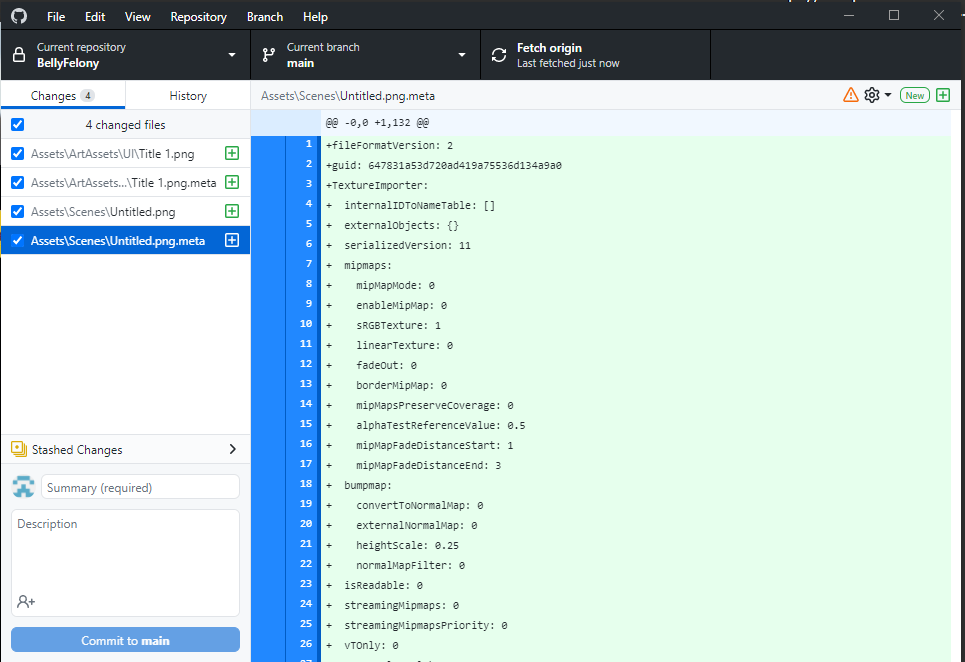 File Edit View Repository Branch Help
Current repository
BellyFelony
Current branch
main
Fetch origin
Last fetched just now
Changes 4
History
Assets\Scenes\Untitled.png.meta
New
4 changed files
Assets\ArtAssets\UI\Title 1.png
Assets\ArtAssets...\Title 1.png.meta
Assets\Scenes\Untitled.png
Assets\Scenes\Untitled.png.meta
Stashed Changes
Summary (required)
Description
Commit to main
@@ -0,0 +1,132 @@
1 +fileFormatVersion: 2
2 +guid: 647831a53d720ad419a75536d134a9a0
3 +TextureImporter:
4 + internalIDToNameTable: []
5 + externalObjects: {}
6 + serializedVersion: 11
7 + mipmaps:
8 + mipMapMode: 0
9 + enableMipMap: 0
10 + sRGBTexture: 1
11 + linearTexture: 0
12 + fadeOut: 0
13 + borderMipMap: 0
14 + mipMapsPreserveCoverage: 0
15 + alphaTestReferenceValue: 0.5
16 + mipMapFadeDistanceStart: 1
17 + mipMapFadeDistanceEnd: 3
18 + bumpmap:
19 + convertToNormalMap: 0
20 + externalNormalMap: 0
21 + heightScale: 0.25
22 + normalMapFilter: 0
23 + isReadable: 0
24 + streamingMipmaps: 0
25 + streamingMipmapsPriority: 0
26 + vTOnly: 0